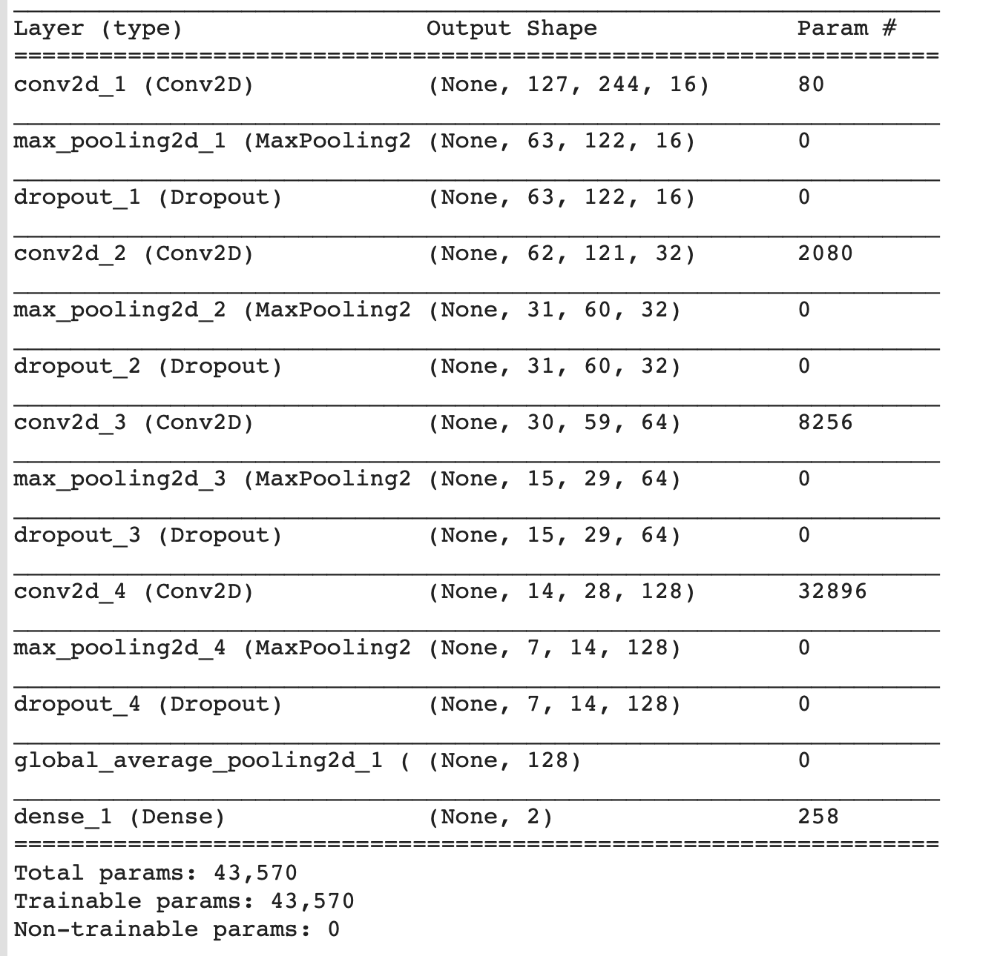 Layer (type) Output Shape Param #
=================================================================
conv2d_1 (Conv2D) (None, 127, 244, 16) 80
_________________________________________________________________
max_pooling2d_1 (MaxPooling2 (None, 63, 122, 16) 0
_________________________________________________________________
dropout_1 (Dropout) (None, 63, 122, 16) 0
_________________________________________________________________
conv2d_2 (Conv2D) (None, 62, 121, 32) 2080
_________________________________________________________________
max_pooling2d_2 (MaxPooling2 (None, 31, 60, 32) 0
_________________________________________________________________
dropout_2 (Dropout) (None, 31, 60, 32) 0
_________________________________________________________________
conv2d_3 (Conv2D) (None, 30, 59, 64) 8256
_________________________________________________________________
max_pooling2d_3 (MaxPooling2 (None, 15, 29, 64) 0
_________________________________________________________________
dropout_3 (Dropout) (None, 15, 29, 64) 0
_________________________________________________________________
conv2d_4 (Conv2D) (None, 14, 28, 128) 32896
_________________________________________________________________
max_pooling2d_4 (MaxPooling2 (None, 7, 14, 128) 0
_________________________________________________________________
dropout_4 (Dropout) (None, 7, 14, 128) 0
_________________________________________________________________
global_average_pooling2d_1 ( (None, 128) 0
_________________________________________________________________
dense_1 (Dense) (None, 2) 258
=================================================================
Total params: 43,570
Trainable params: 43,570
Non-trainable params: 0